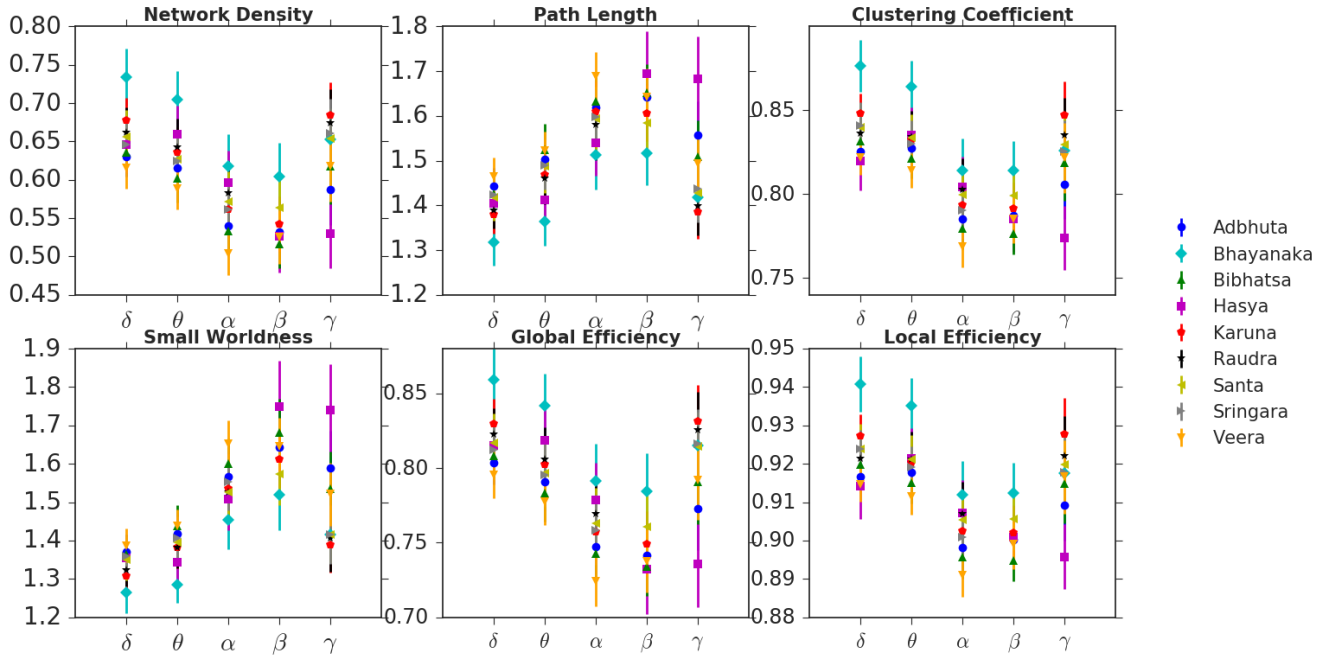 Network Density
0.80
0.75
0.70
0.65
0.60
0.55
0.50
0.45
δ θ α β γ
Path Length
1.8
1.7
1.6
1.5
1.4
1.3
1.2
δ θ α β γ
Clustering Coefficient
0.85
0.80
0.75
δ θ α β γ
Small Worldness
1.9
1.8
1.7
1.6
1.5
1.4
1.3
1.2
δ θ α β γ
Global Efficiency
0.85
0.80
0.75
0.70
δ θ α β γ
Local Efficiency
0.95
0.94
0.93
0.92
0.91
0.90
0.89
0.88
δ θ α β γ
Adbhuta
Bhayanaka
Bibhatsa
Hasya
Karuna
Raudra
Santa
Sringara
Veera